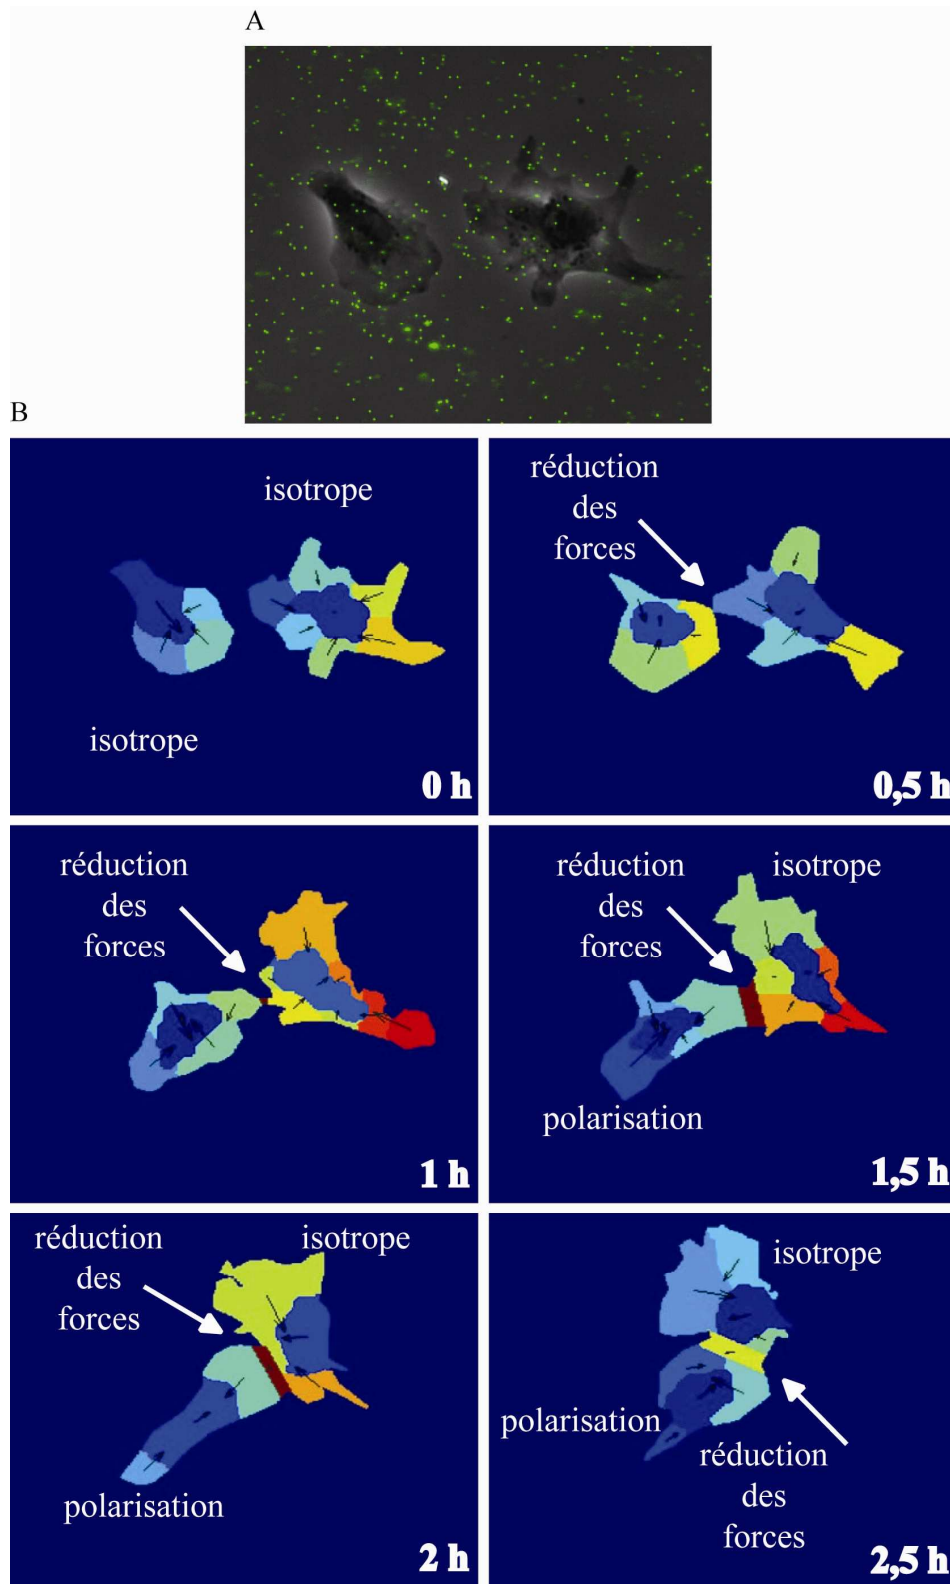 A
B
isotrope
isotrope
0 h
réduction
des
forces
0,5 h
réduction
des
forces
1 h
réduction
des
forces
isotrope
polarisation
1,5 h
réduction
des
forces
isotrope
polarisation
2 h
isotrope
polarisation
réduction
des
forces
2,5 h